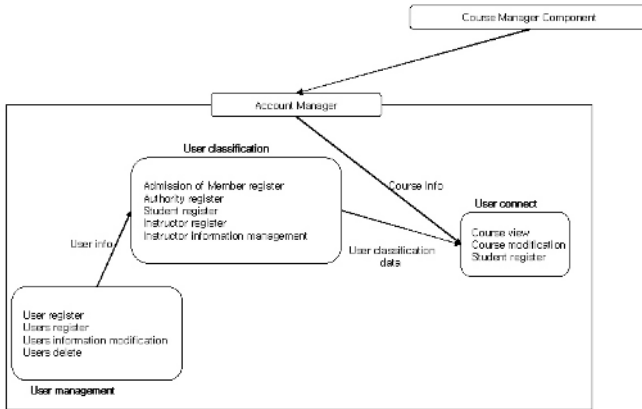 Course Manager Component
Account Manager
User classification
Admission of Member register
Authority register
Student register
Instructor register
Instructor information management
Course Info
User connect
Course view
Course modification
Student register
User info
User classification
data
User register
Users register
Users information modification
Users delete
User management